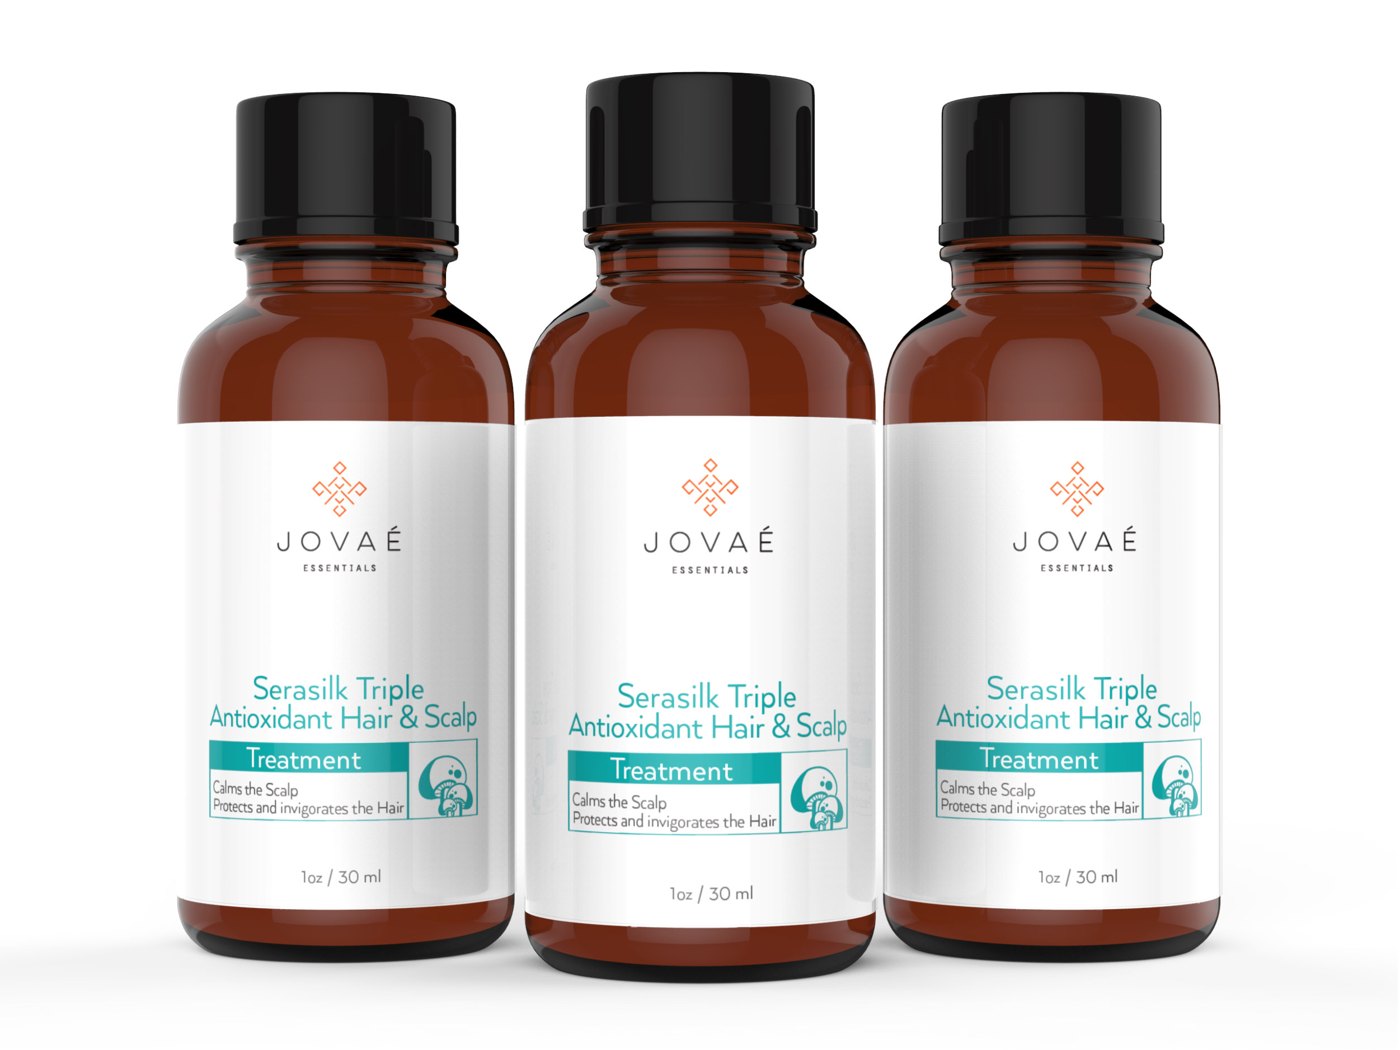 JOVAÉ
ESSENTIALS
Serasilk Triple
Antioxidant Hair & Scalp
Treatment
Calms the Scalp
Protects and invigorates the Hair
1oz / 30 ml
JOVAÉ
ESSENTIALS
Serasilk Triple
Antioxidant Hair & Scalp
Treatment
Calms the Scalp
Protects and invigorates the Hair
1oz / 30 ml
JOVAÉ
ESSENTIALS
Serasilk Triple
Antioxidant Hair & Scalp
Treatment
Calms the Scalp
Protects and invigorates the Hair
1oz / 30 ml